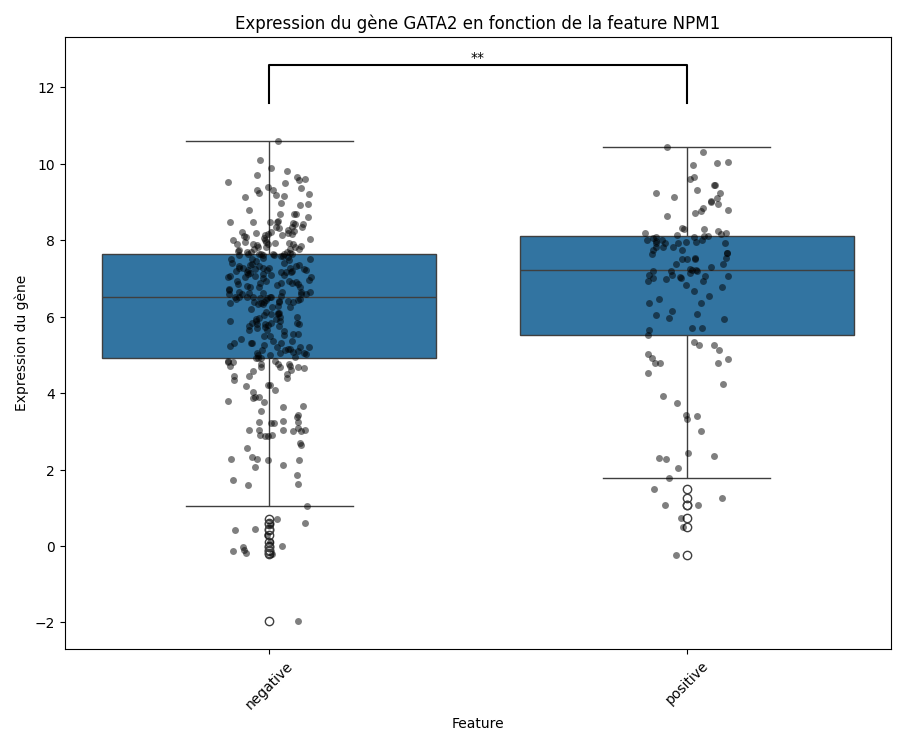 Expression du gène GATA2 en fonction de la feature NPM1
**
12
10
8
6
4
2
0
−2
Expression du gène
negative
positive
Feature